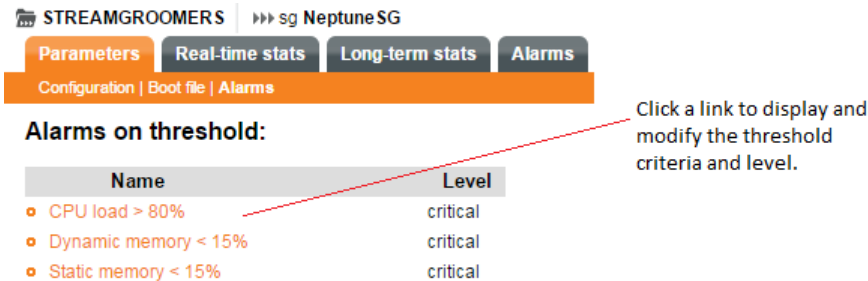 STREAMGROOMERS sg NeptuneSG
Parameters Real-time stats Long-term stats Alarms
Configuration | Boot file | Alarms
Click a link to display and
modify the threshold
criteria and level.
Alarms on threshold:
Name Level
CPU load > 80% critical
Dynamic memory < 15% critical
Static memory < 15% critical